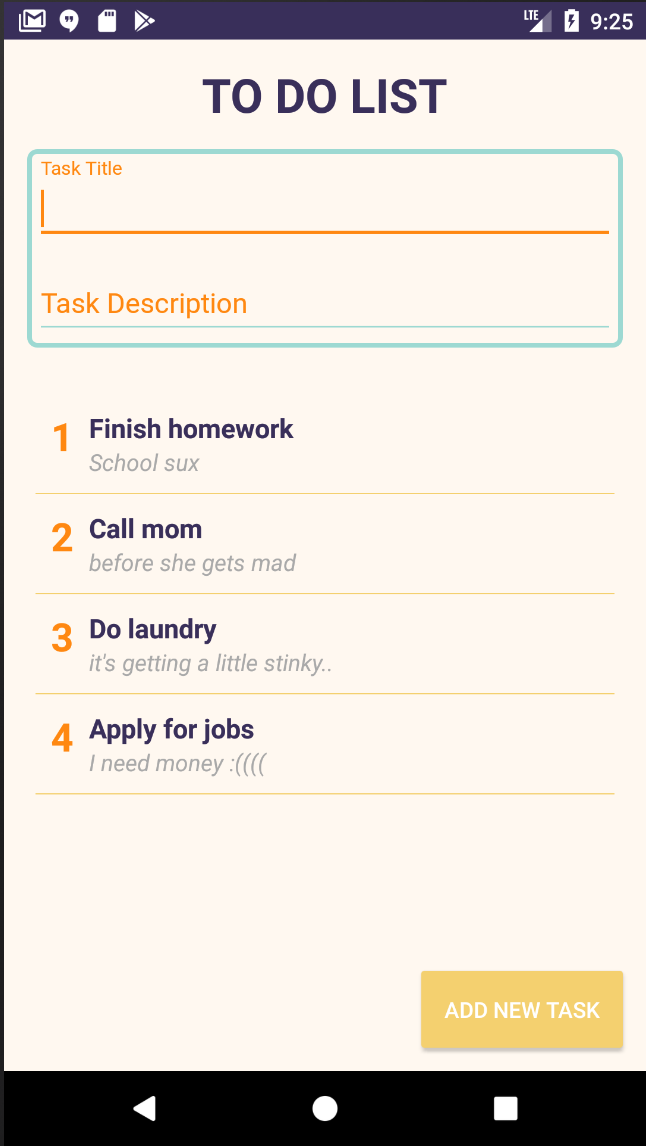 LTE 9:25
TO DO LIST
Task Title
Task Description
1 Finish homework
School sux
2 Call mom
before she gets mad
3 Do laundry
it's getting a little stinky..
4 Apply for jobs
I need money :((((
ADD NEW TASK